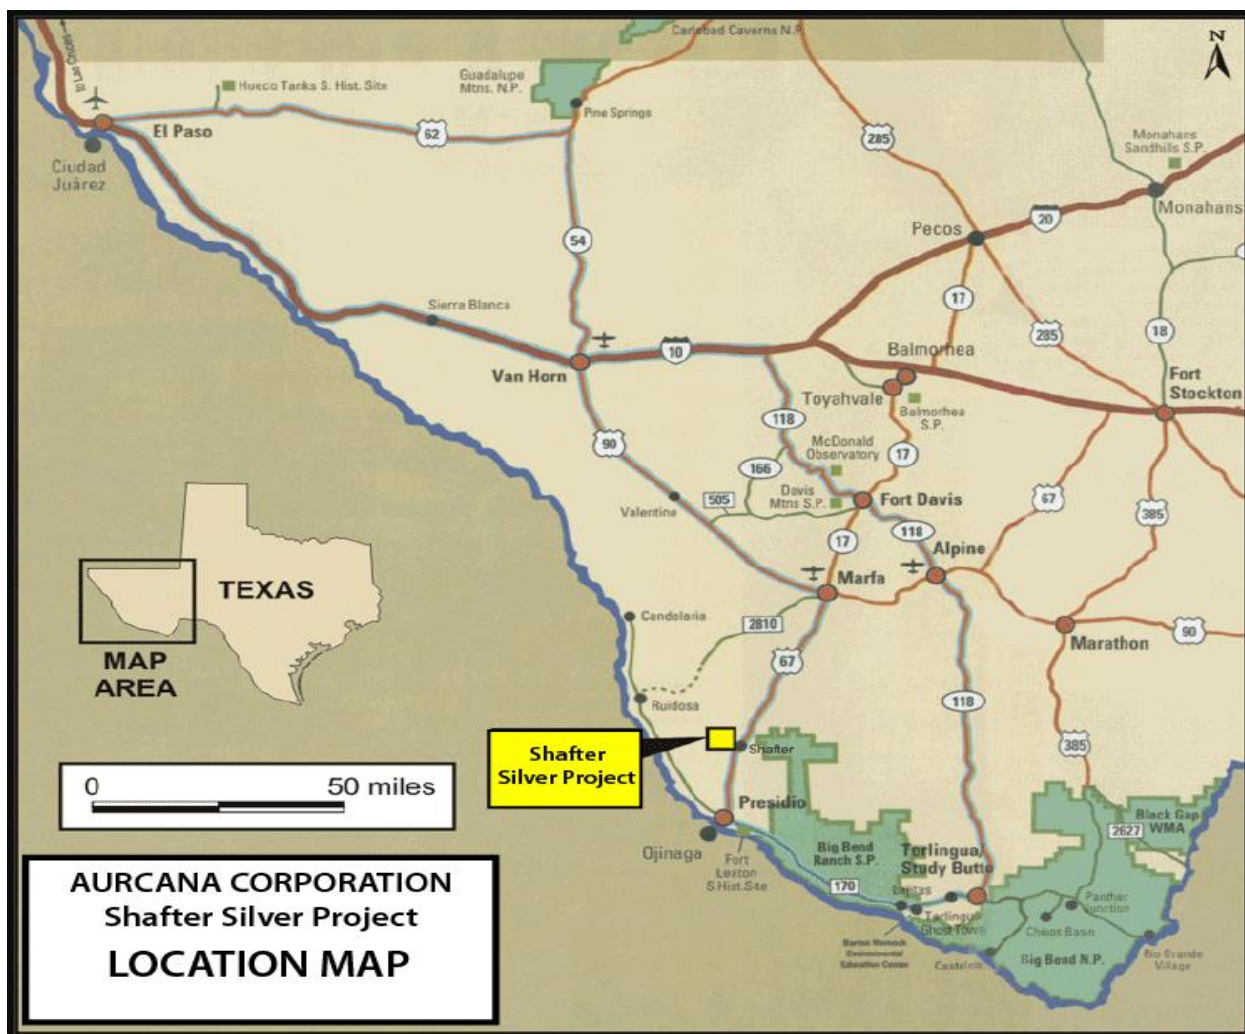 Carlsbad Caverns N.P.
N
Guadalupe
Mtns. N.P.
Hueco Tanks S. Hist. Site
Pine Springs
El Paso
62
285
Monahans
Sandhills S.P.
Ciudad
Juárez
Monahans
20
Pecos
54
17
Sierra Blanca
285
18
10
Balmorhea
Van Horn
Fort
Stockton
Toyahvale
118
Balmorhea
S.P.
90
McDonald
Observatory
17
166
67
Valentine
505
Davis
Mtns S.P.
Fort Davis
385
118
17
Alpine
Marfa
TEXAS
Candelaria
2810
90
Marathon
MAP
AREA
67
118
Ruidosa
385
Shafter
Silver Project
Shafter
0
50 miles
Presidio
Black Gap
WMA
2627
Ojinaga
Fort
S.Hist.Site
Big Bend
Ranch S.P.
Terlingua/
Study Butte
170
Lajitas
Panther
Junction
Terlingua
Ghost Town
Chisos Basin
Education Center
Big Bend N.P.
Rio Grande
Village
AURCANA CORPORATION
Shafter Silver Project
LOCATION MAP